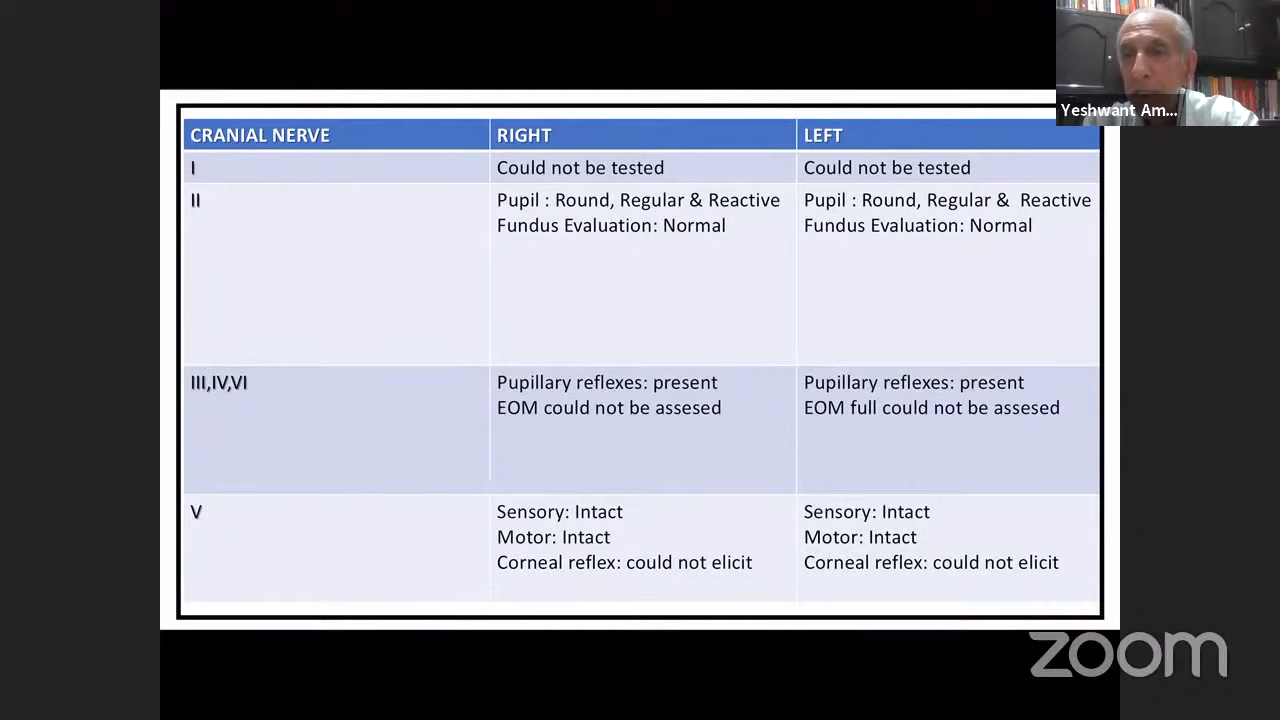 Yeshwant Am...
CRANIAL NERVE RIGHT LEFT
I Could not be tested Could not be tested
II Pupil : Round, Regular & Reactive Pupil : Round, Regular & Reactive
Fundus Evaluation: Normal Fundus Evaluation: Normal
III,IV,VI Pupillary reflexes: present Pupillary reflexes: present
EOM could not be assesed EOM full could not be assesed
V Sensory: Intact Sensory: Intact
Motor: Intact Motor: Intact
Corneal reflex: could not elicit Corneal reflex: could not elicit
zoom